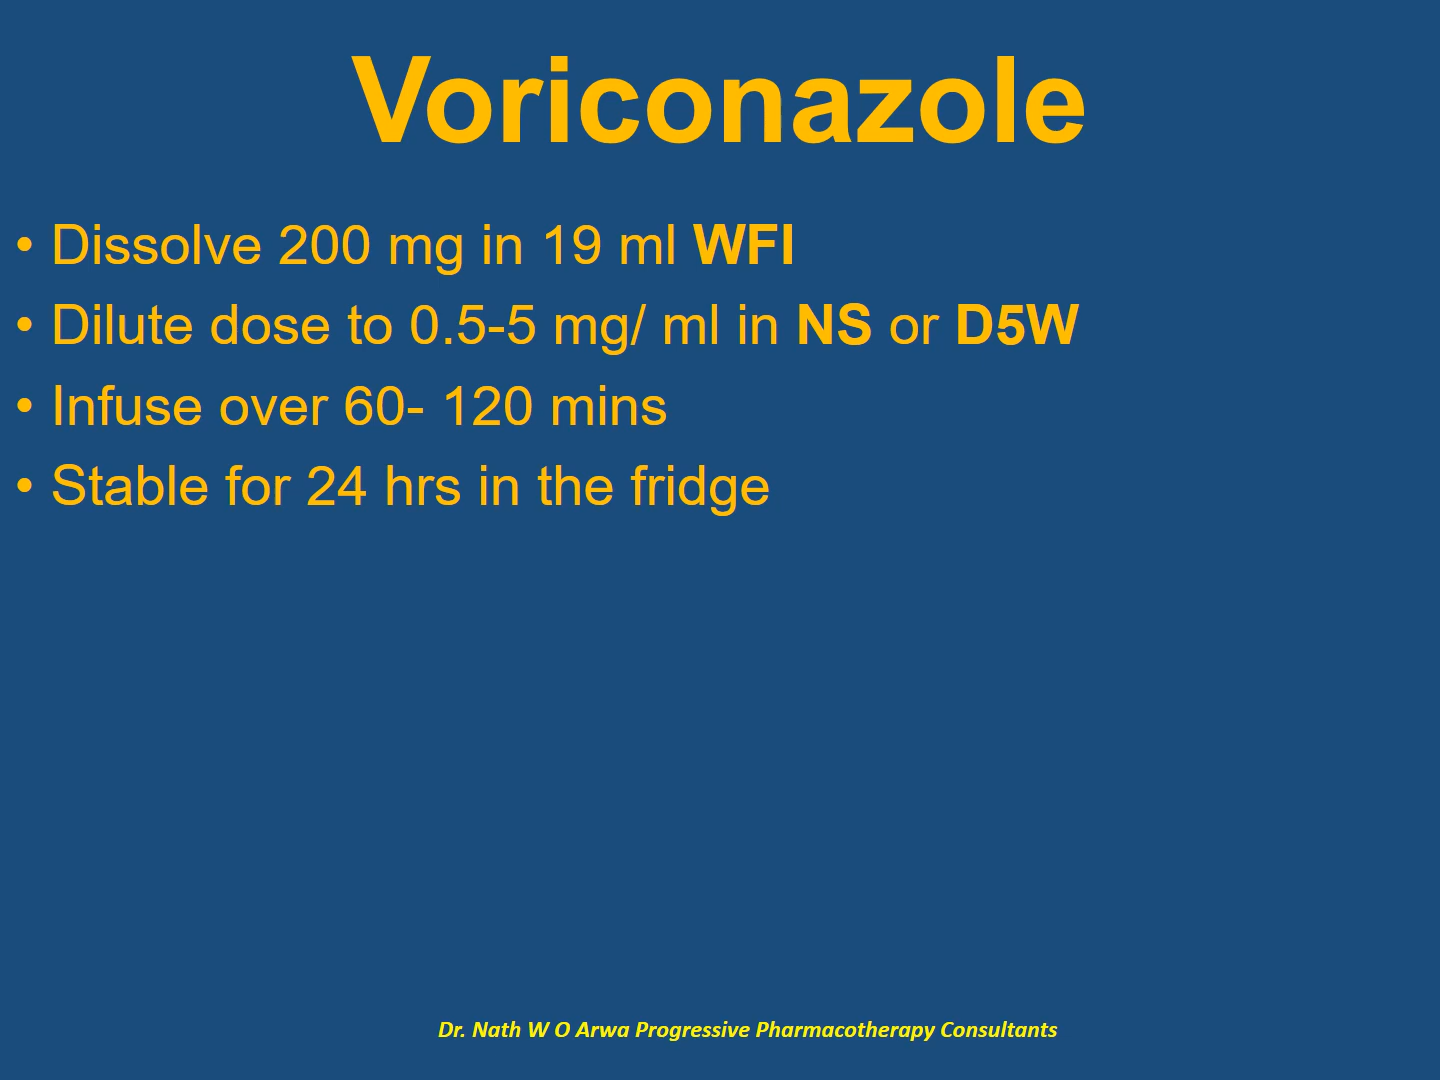 Voriconazole
• Dissolve 200 mg in 19 ml WFI
• Dilute dose to 0.5-5 mg/ ml in NS or D5W
• Infuse over 60- 120 mins
• Stable for 24 hrs in the fridge
Dr. Nath W O Arwa Progressive Pharmacotherapy Consultants